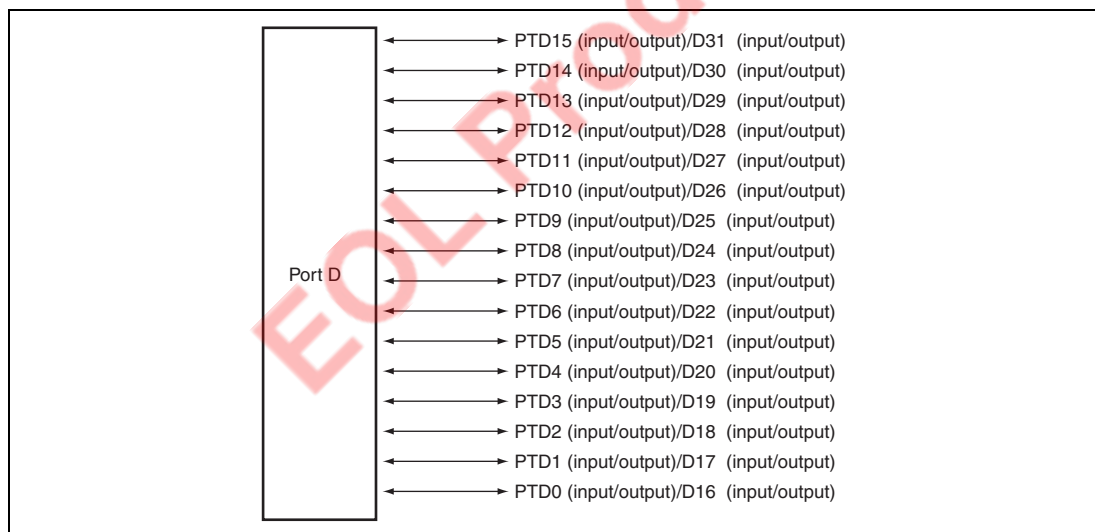 EOL Prod
PTD15 (input/output)/D31 (input/output)
PTD14 (input/output)/D30 (input/output)
PTD13 (input/output)/D29 (input/output)
PTD12 (input/output)/D28 (input/output)
PTD11 (input/output)/D27 (input/output)
PTD10 (input/output)/D26 (input/output)
PTD9 (input/output)/D25 (input/output)
PTD8 (input/output)/D24 (input/output)
Port D
PTD7 (input/output)/D23 (input/output)
PTD6 (input/output)/D22 (input/output)
PTD5 (input/output)/D21 (input/output)
PTD4 (input/output)/D20 (input/output)
PTD3 (input/output)/D19 (input/output)
PTD2 (input/output)/D18 (input/output)
PTD1 (input/output)/D17 (input/output)
PTD0 (input/output)/D16 (input/output)